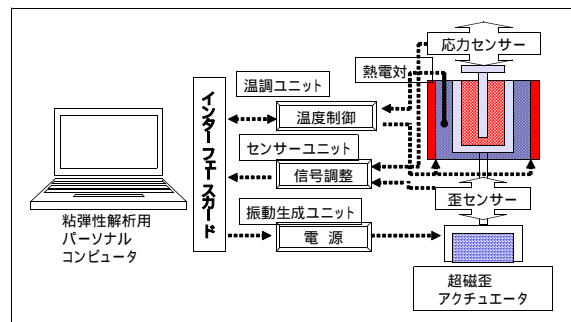 応力センサー
熱電対
温調ユニット
温度制御
インターフェースカード
センサーユニット
信号調整
歪センサー
振動生成ユニット
電 源
粘弾性解析用
パーソナル
コンピュータ
超磁歪
アクチュエータ